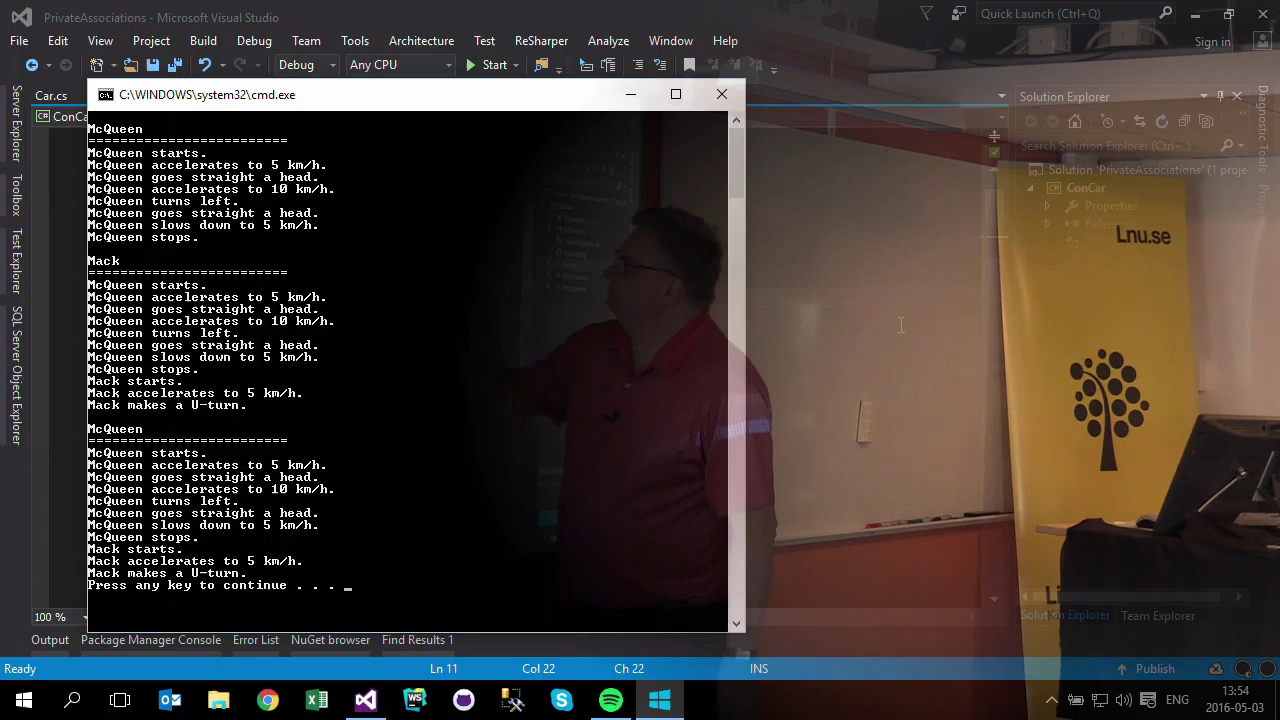 PrivateAssociations - Microsoft Visual Studio
Quick Launch (Ctrl+Q)
File Edit View Project Build Debug Team Tools Architecture Test ReSharper Analyze Window Help
Sign in
Debug Any CPU Start
Car.cs
C:\WINDOWS\system32\cmd.exe
Solution Explorer
Server Explorer
Toolbox
Test Explorer
SQL Server Object Explorer
Diagnostic Tools
Search Solution Explorer (Ctrl+
Solution 'PrivateAssociations' (1 proje
ConCar
Properties
McQueen
=========================
McQueen starts.
McQueen accelerates to 5 km/h.
McQueen goes straight a head.
McQueen accelerates to 10 km/h.
McQueen turns left.
McQueen goes straight a head.
McQueen slows down to 5 km/h.
McQueen stops.
Mack
=========================
McQueen starts.
McQueen accelerates to 5 km/h.
McQueen goes straight a head.
McQueen accelerates to 10 km/h.
McQueen turns left.
McQueen goes straight a head.
McQueen slows down to 5 km/h.
McQueen stops.
Mack starts.
Mack accelerates to 5 km/h.
Mack makes a U-turn.
McQueen
=========================
McQueen starts.
McQueen accelerates to 5 km/h.
McQueen goes straight a head.
McQueen accelerates to 10 km/h.
McQueen turns left.
McQueen goes straight a head.
McQueen slows down to 5 km/h.
McQueen stops.
Mack starts.
Mack accelerates to 5 km/h.
Mack makes a U-turn.
Press any key to continue . . .
Lnu.se
100 %
Solution Explorer Team Explorer
Output Package Manager Console Error List NuGet browser Find Results 1
Ready Ln 11 Col 22 Ch 22 INS Publish
ENG
13:54
2016-05-03